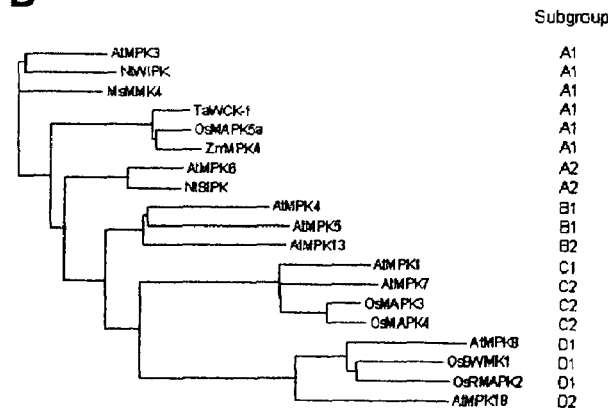 Subgroup
AtMPK3 A1
NtWIPK A1
MsMMK4 A1
TaWCK-1 A1
OsMAPK5a A1
ZmMPK4 A1
AtMPK6 A2
NtSIPK A2
AtMPK4 B1
AtMPK5 B1
AtMPK13 B2
AtMPK1 C1
AtMPK7 C2
OsMAPK3 C2
OsMAPK4 C2
AtMPK8 D1
OsBWMK1 D1
OsRMAPK2 D1
AtMPK18 D2